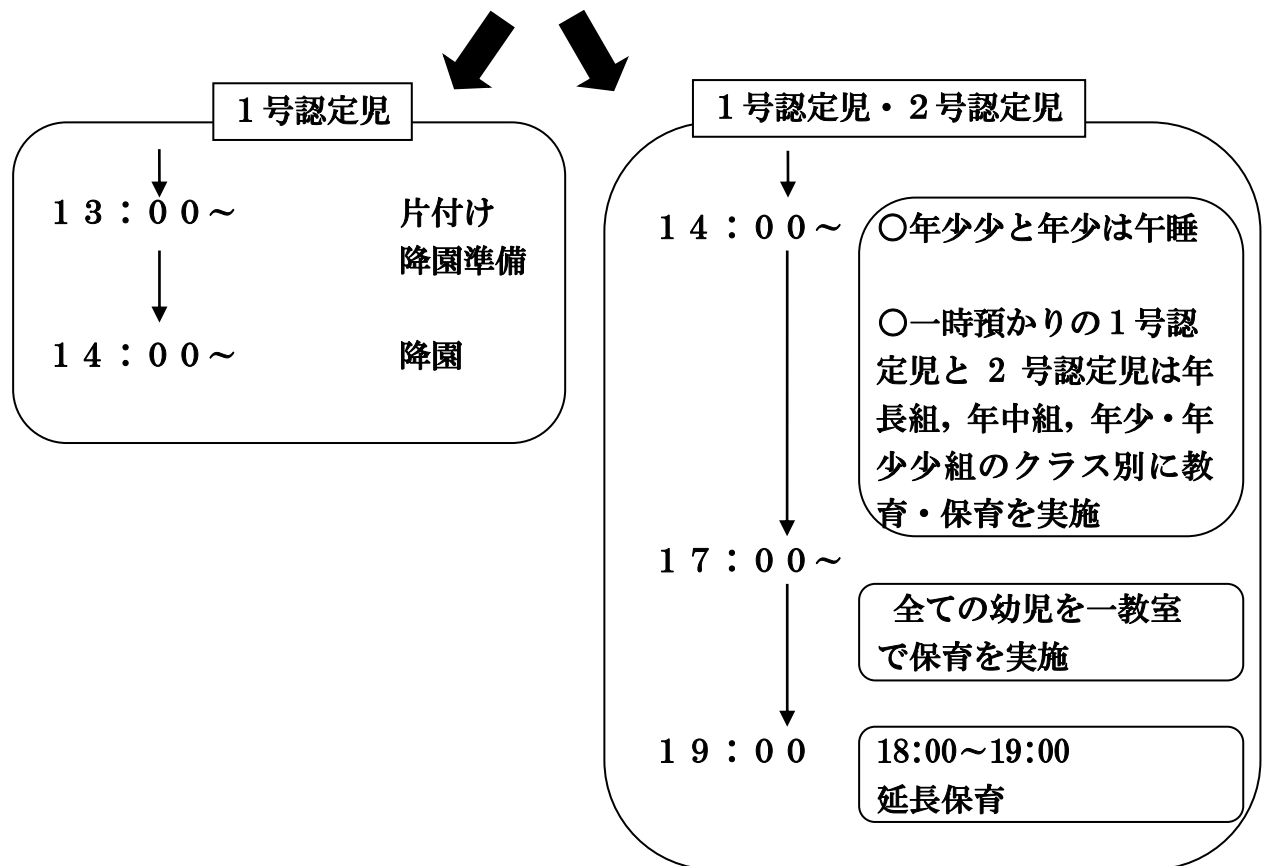 1号認定児
13：00～ 片付け
降園準備
14：00～ 降園
1号認定児・2号認定児
14：00～
○年少少と年少は午睡
○一時預かりの1号認
定児と 2 号認定児は年
長組，年中組，年少・年
少少組のクラス別に教
育・保育を実施
17：00～
全ての幼児を一教室
で保育を実施
19：00
18:00～19:00
延長保育